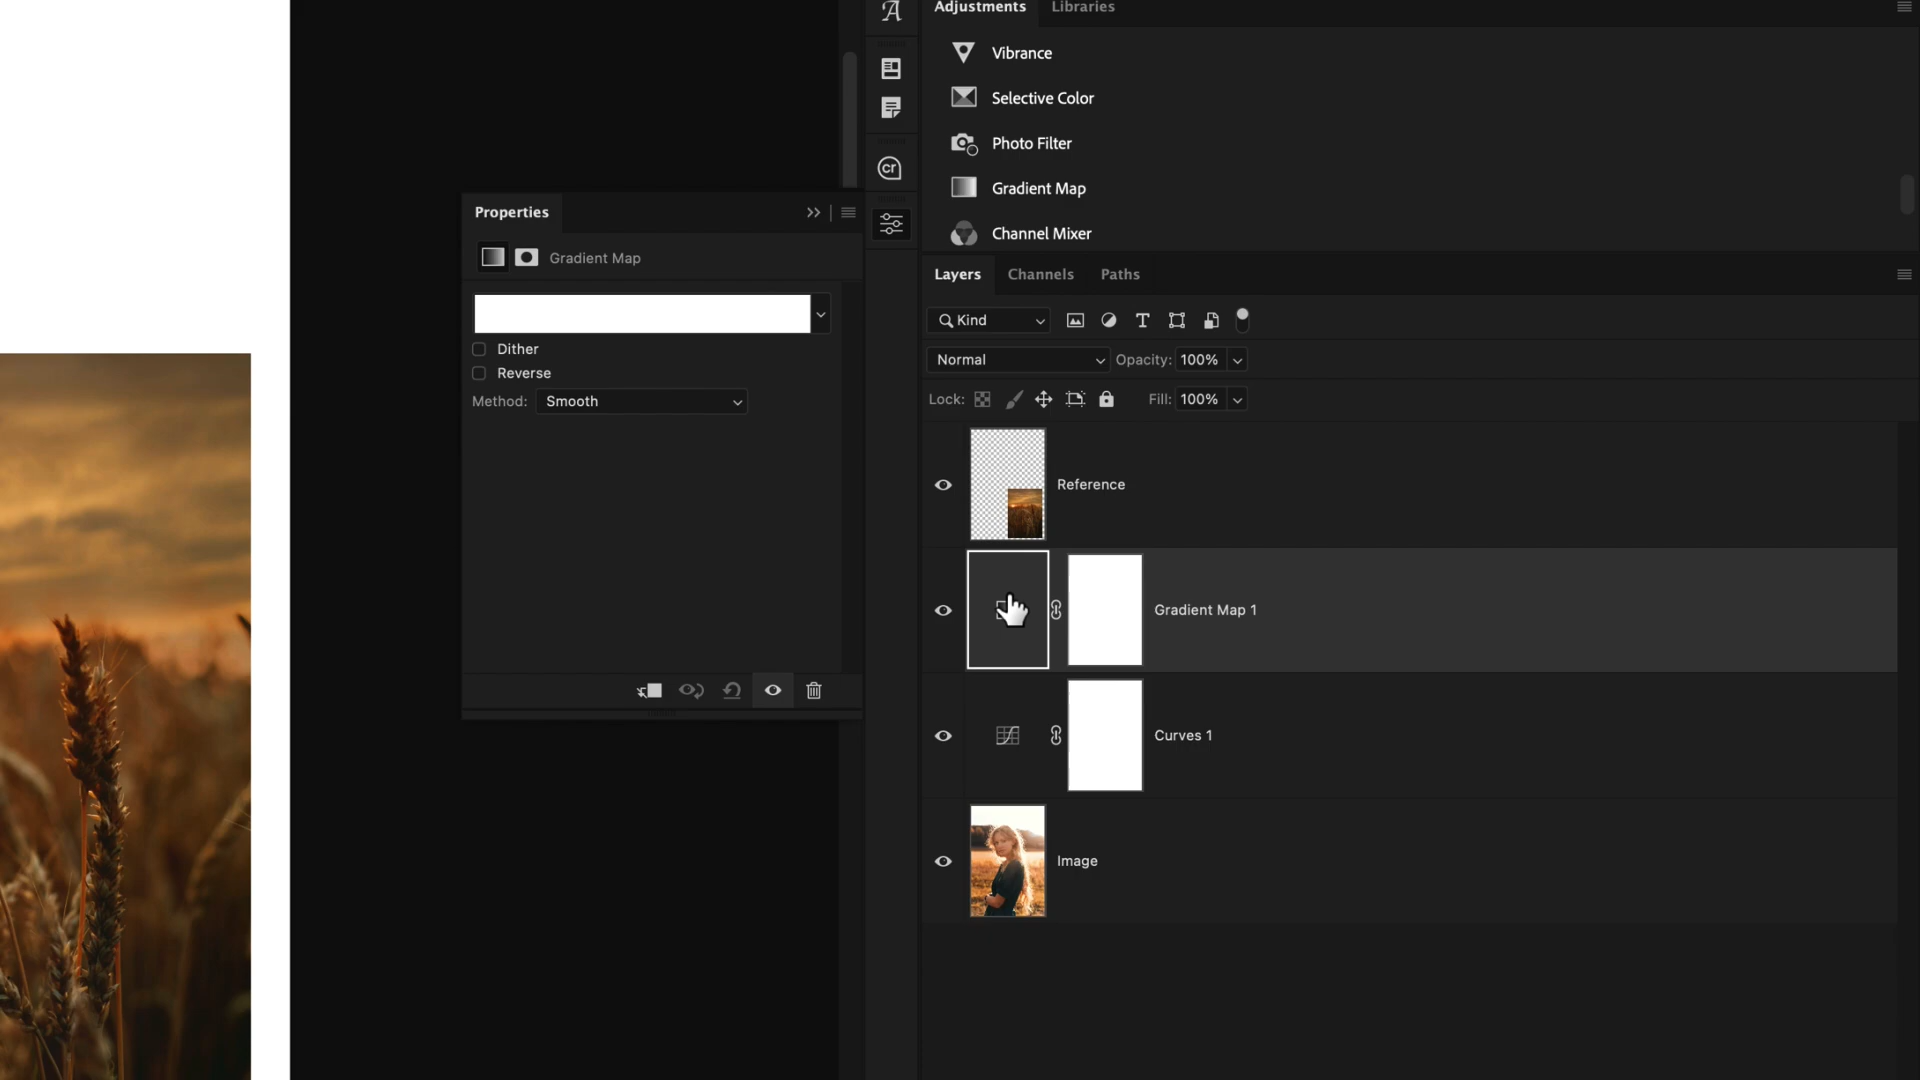 Adjustments Libraries
Vibrance
Selective Color
Photo Filter
Gradient Map
Channel Mixer
cr
Properties
Gradient Map
Dither
Reverse
Method: Smooth
Layers Channels Paths
Kind
Normal Opacity: 100%
Lock: Fill: 100%
Reference
Gradient Map 1
Curves 1
Image